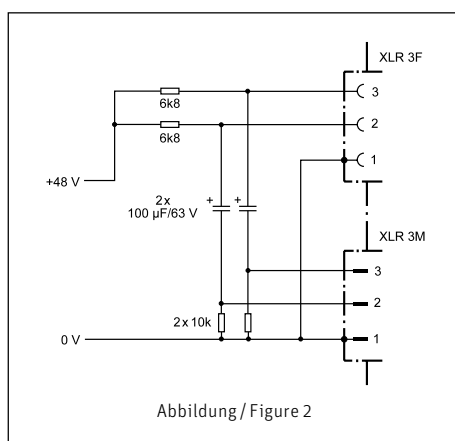 XLR 3F
3
6k8
2
6k8
1
+48 V
2x
100 µF/63 V
+
+
XLR 3M
3
2
2x10k
1
0 V
Abbildung/Figure 2